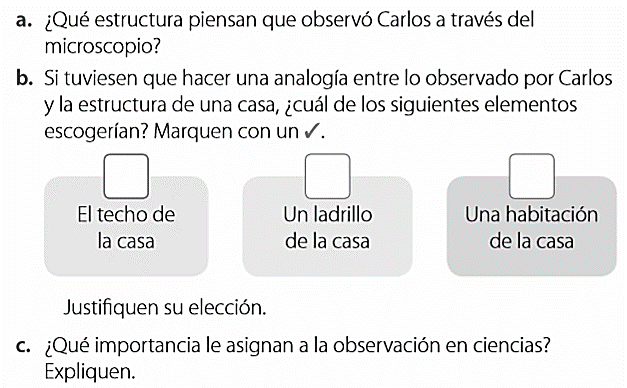 a. ¿Qué estructura piensan que observó Carlos a través del
microscopio?
b. Si tuviesen que hacer una analogía entre lo observado por Carlos
y la estructura de una casa, ¿cuál de los siguientes elementos
escogerían? Marquen con un ✓.
El techo de
la casa
Un ladrillo
de la casa
Una habitación
de la casa
Justifiquen su elección.
c. ¿Qué importancia le asignan a la observación en ciencias?
Expliquen.